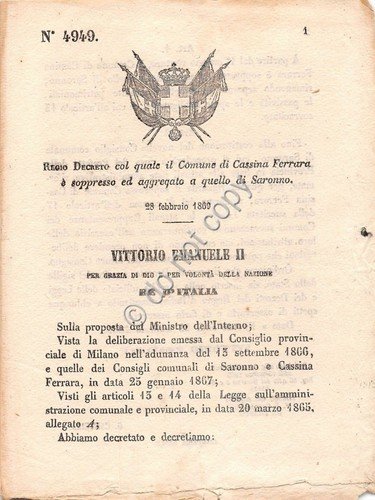 N° 4949.
1
REGIO DECRETO col quale il Comune di Cassina Ferrara
è soppresso ed aggregato a quello di Saronno.
28 febbraio 1869
VITTORIO EMANUELE II
PER GRAZIA DI DIO E PER VOLONTÀ DELLA NAZIONE
RE D'ITALIA
Sulla proposta del Ministro dell'Interno;
Vista la deliberazione emessa dal Consiglio provin-
ciale di Milano nell'adunanza del 13 settembre 1866,
e quelle dei Consigli comunali di Saronno e Cassina
Ferrara, in data 25 gennaio 1867;
Visti gli articoli 13 e 14 della Legge sull'ammini-
strazione comunale e provinciale, in data 20 marzo 1865,
allegato A;
Abbiamo decretato e decretiamo:
do not copy